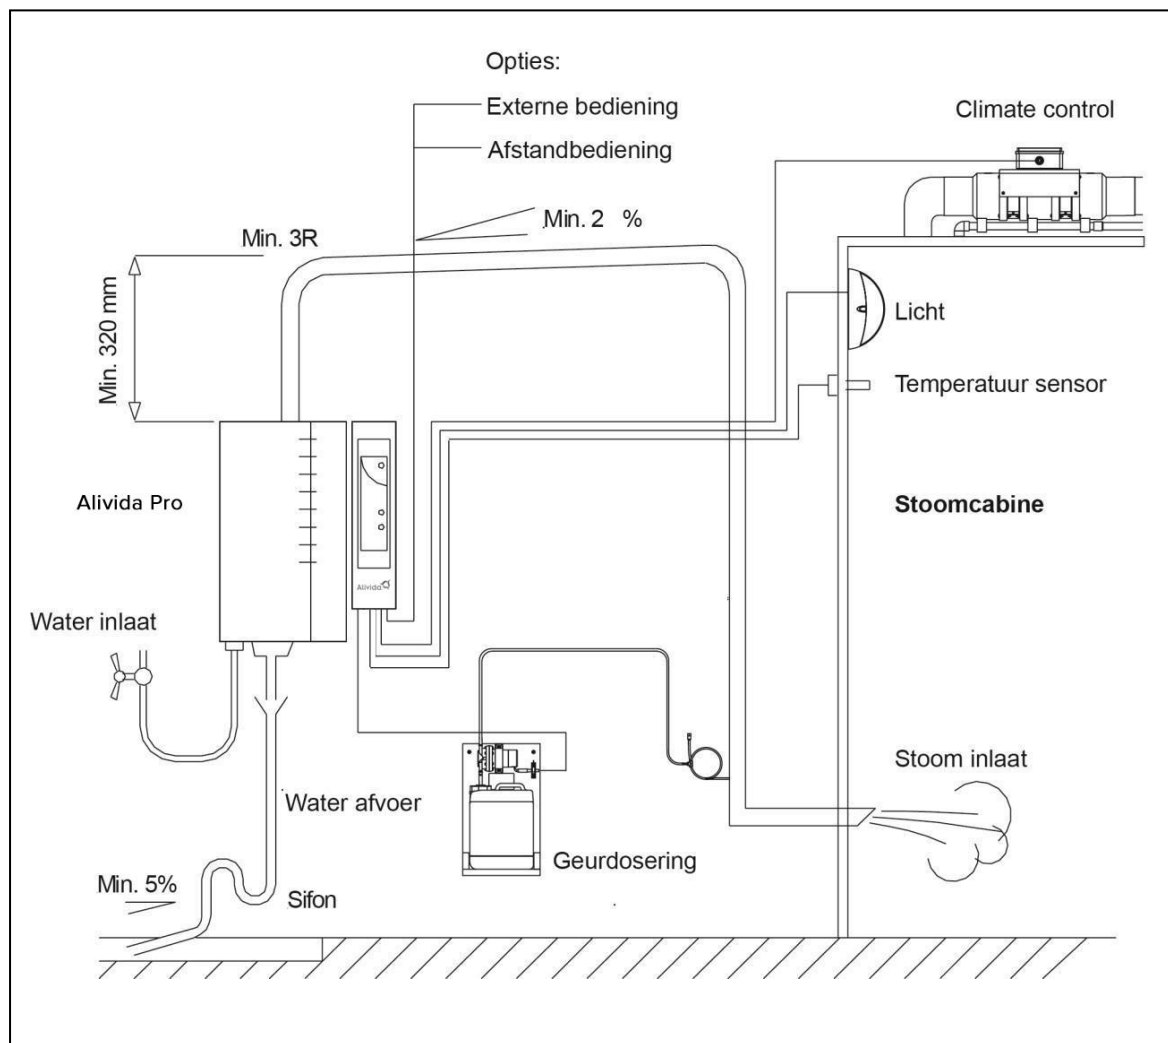 Opties:
Externe bediening
Climate control
Afstandbediening
Min. 2 %
Min. 3R
Min. 320 mm
Licht
Temperatuur sensor
Alivida Pro
Stoomcabine
Alivida
Water inlaat
Stoom inlaat
Water afvoer
Geurdosering
Min. 5%
Sifon